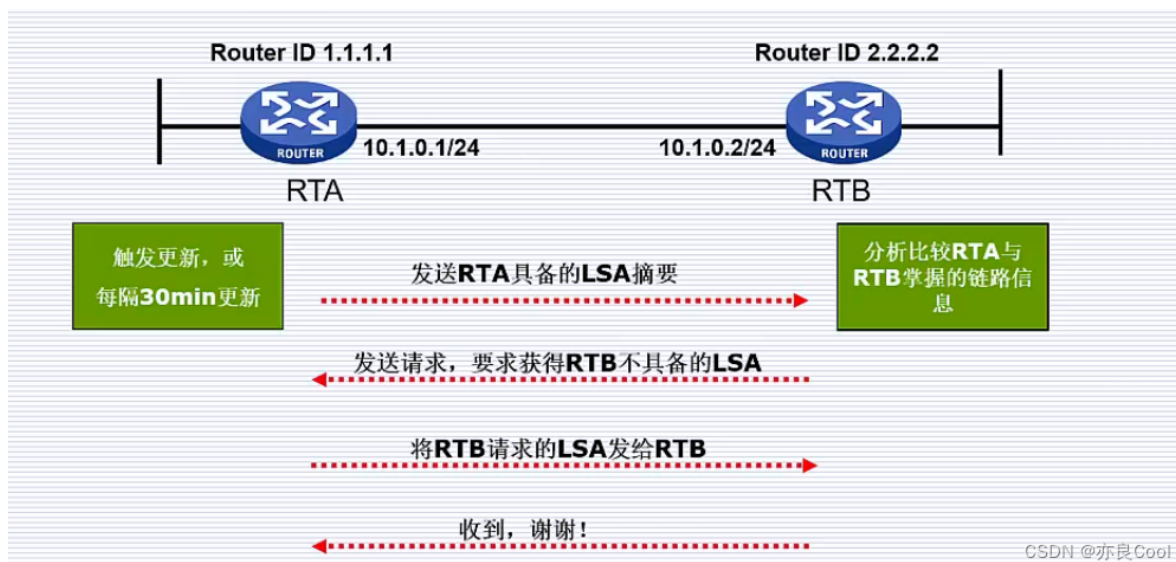 Router ID 1.1.1.1
Router ID 2.2.2.2
ROUTER
10.1.0.1/24
10.1.0.2/24
ROUTER
RTA
RTB
触发更新，或
每隔30min更新
发送RTA具备的LSA摘要
分析比较RTA与
RTB掌握的链路信
息
发送请求，要求获得RTB不具备的LSA
将RTB请求的LSA发给RTB
收到，谢谢！
CSDN @亦良Cool